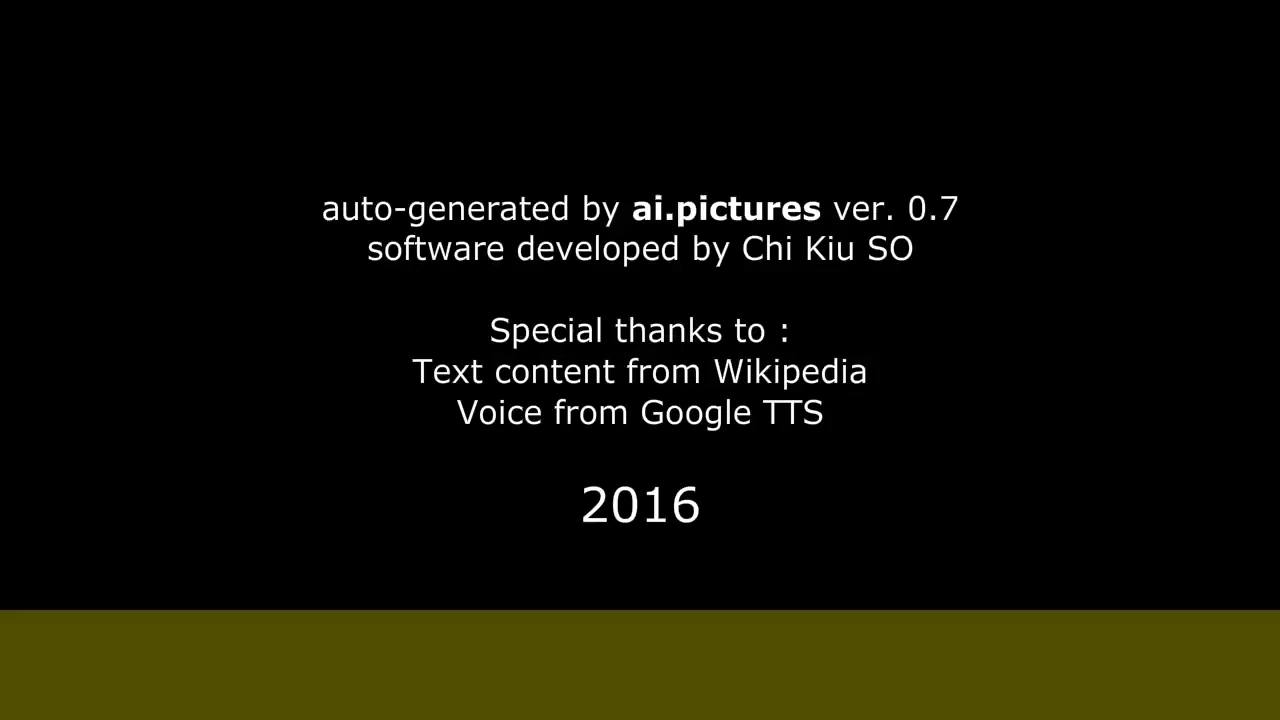 auto-generated by ai.pictures ver. 0.7
software developed by Chi Kiu SO
Special thanks to :
Text content from Wikipedia
Voice from Google TTS
2016